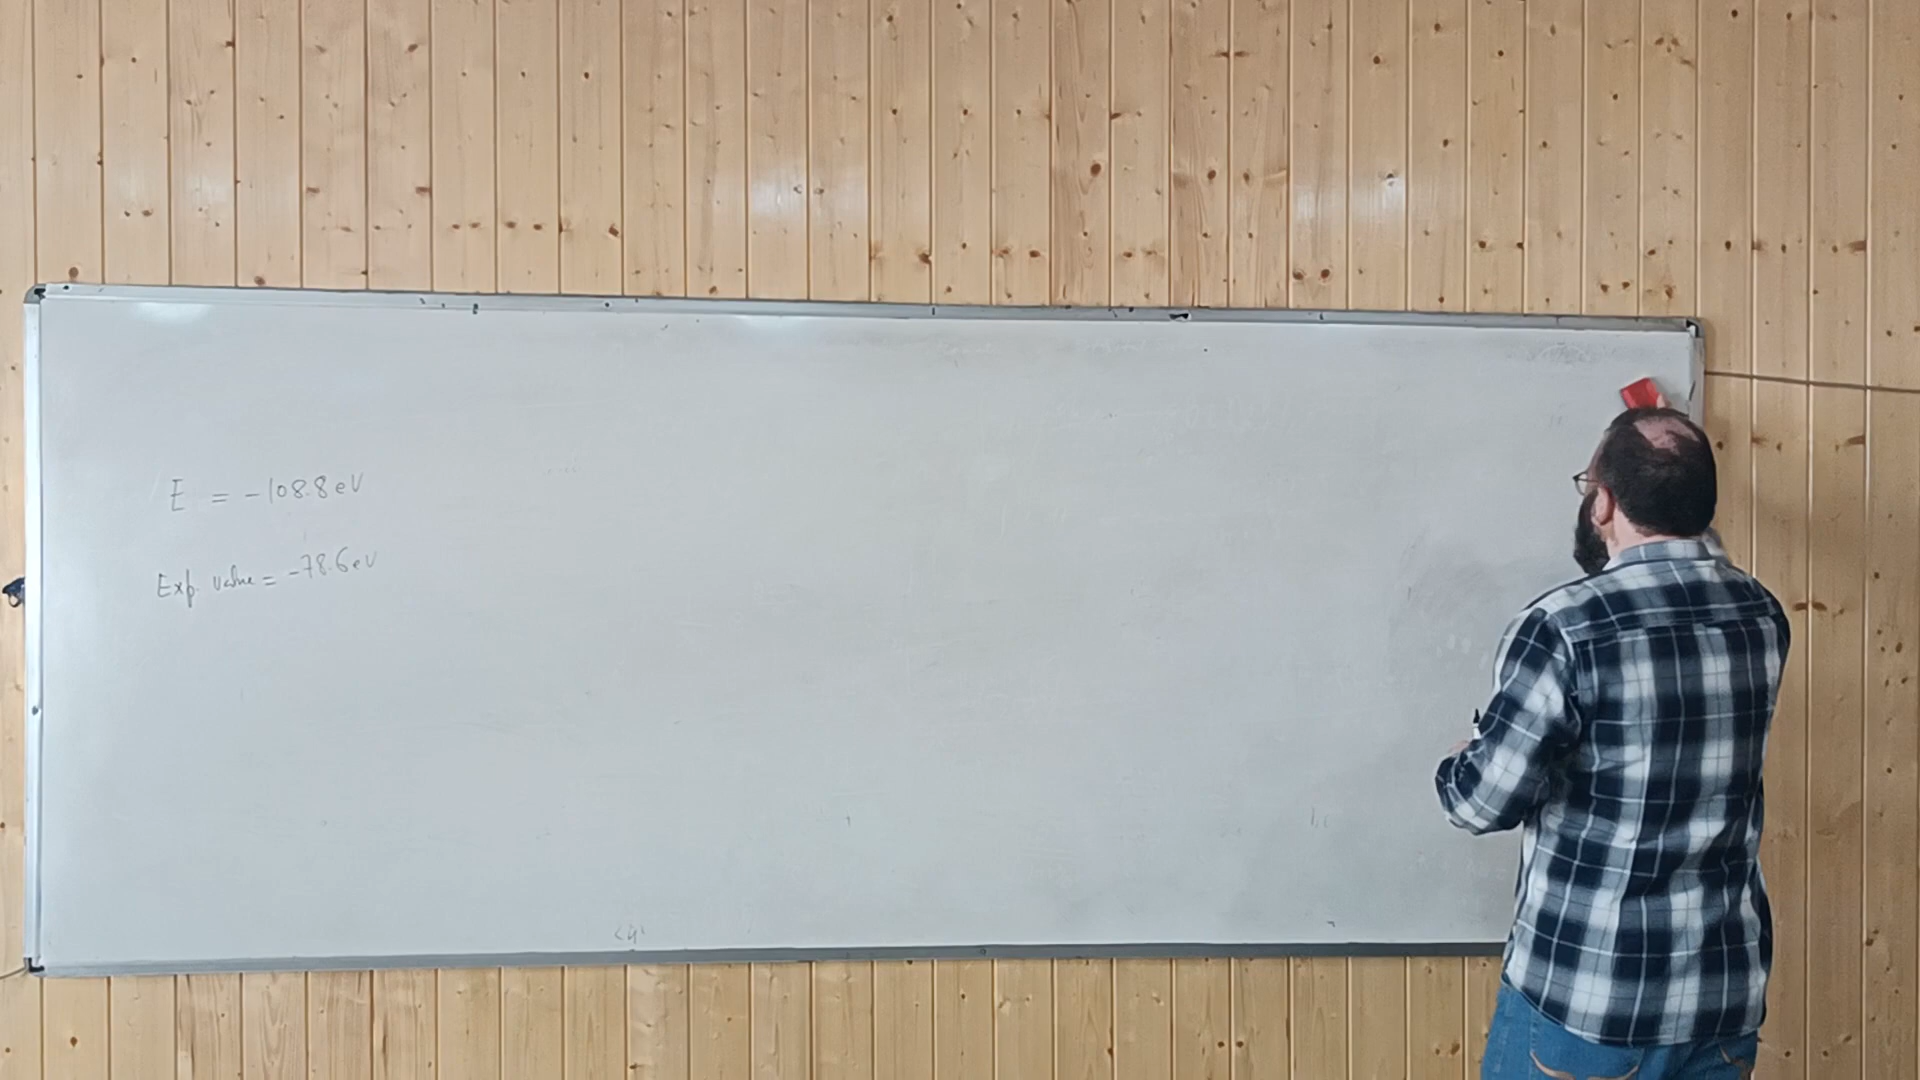 E = -108.8 eV
Exp. value = -78.6 eV